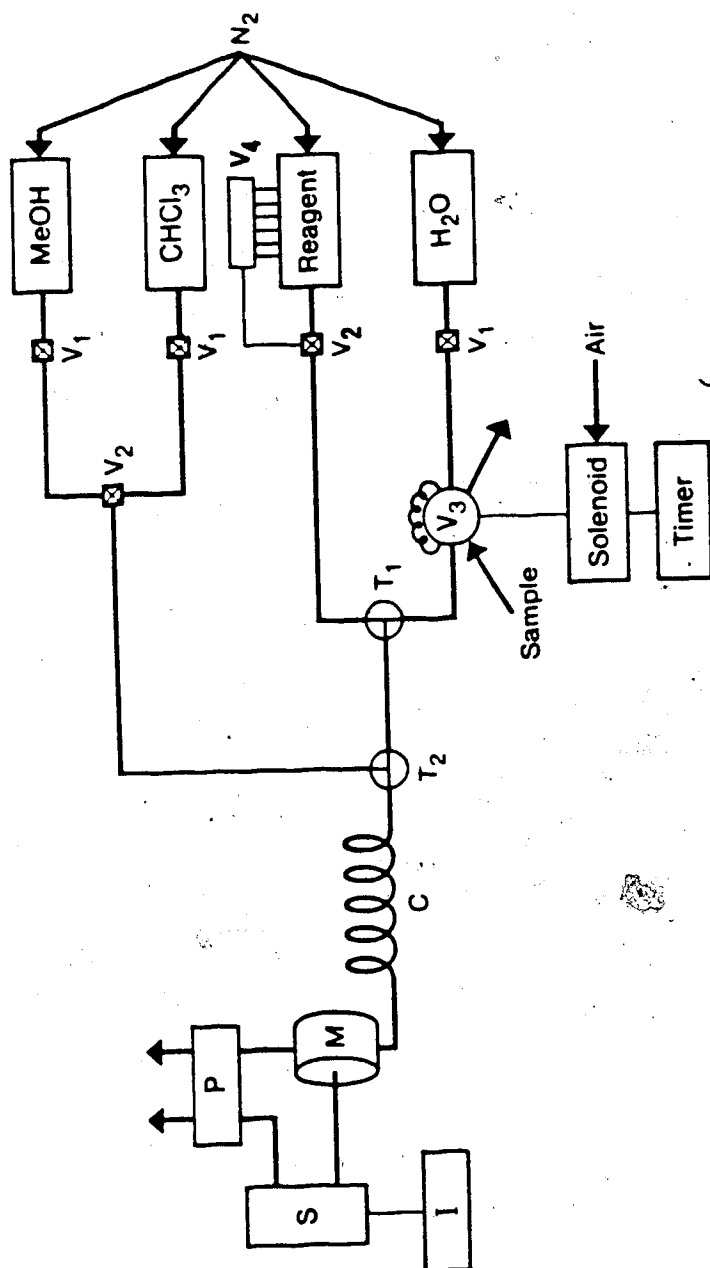 N2
MeOH
CHCl3
V4
Reagent
H2O
V1
V1
V2
V1
V2
V3
Air
Solenoid
Timer
Sample
T1
T2
C
M
P
S
I